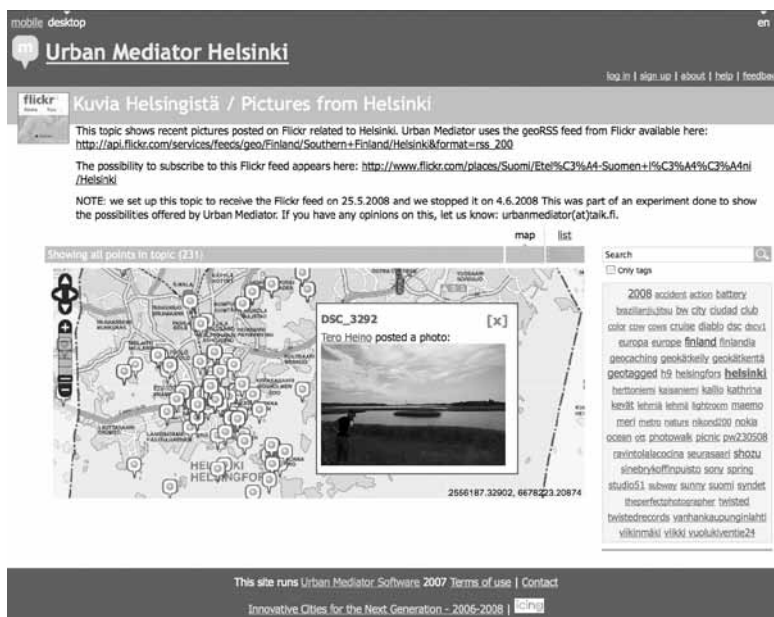 mobile desktop
en
m
Urban Mediator Helsinki
log in | sign up | about | help | feedbac
flickr
Kuvia Helsingistä / Pictures from Helsinki
This topic shows recent pictures posted on Flickr related to Helsinki. Urban Mediator uses the geoRSS feed from Flickr available here:
http://api.flickr.com/services/feeds/geo/Finland/Southern+Finland/Helsinki&format=rss_200
The possibility to subscribe to this Flickr feed appears here: http://www.flickr.com/places/Suomi/Etel%C3%A4-Suomen+l%C3%A4%C3%A4ni
/Helsinki
NOTE: we set up this topic to receive the Flickr feed on 25.5.2008 and we stopped it on 4.6.2008 This was part of an experiment done to show
the possibilities offered by Urban Mediator. If you have any opinions on this, let us know: urbanmediator(at)taik.fi.
map list
Showing all points in topic (231)
DSC_3292 [x]
Tero Heino posted a photo:
HELSINKI
HELSINGFORS
2556187.32902, 6678223.20874
Search
Only tags
2008 accident action battery
brazilianjiujitsu bw city ciudad club
color cow cows cruise diablo dsc dscv1
europa europe finland finlandia
geocaching geokätkeily geokätkentä
geotagged h9 helsingfors helsinki
herttoniemi kaisaniemi kallio kathrina
kevät lehmiä lehmä lightroom maemo
meri metro nature nikond200 nokia
ocean ott photowalk picnic pw230508
ravintolalacocina seurasaari shozu
sinebrykoffinpuisto sony spring
studio51 subway sunny suomi syndet
theperfectphotographer twisted
twistedrecords vanhankaupunginlahti
viikinmäki viikki vuolukiventie24
This site runs Urban Mediator Software 2007 Terms of use | Contact
Innovative Cities for the Next Generation - 2006-2008 | icing